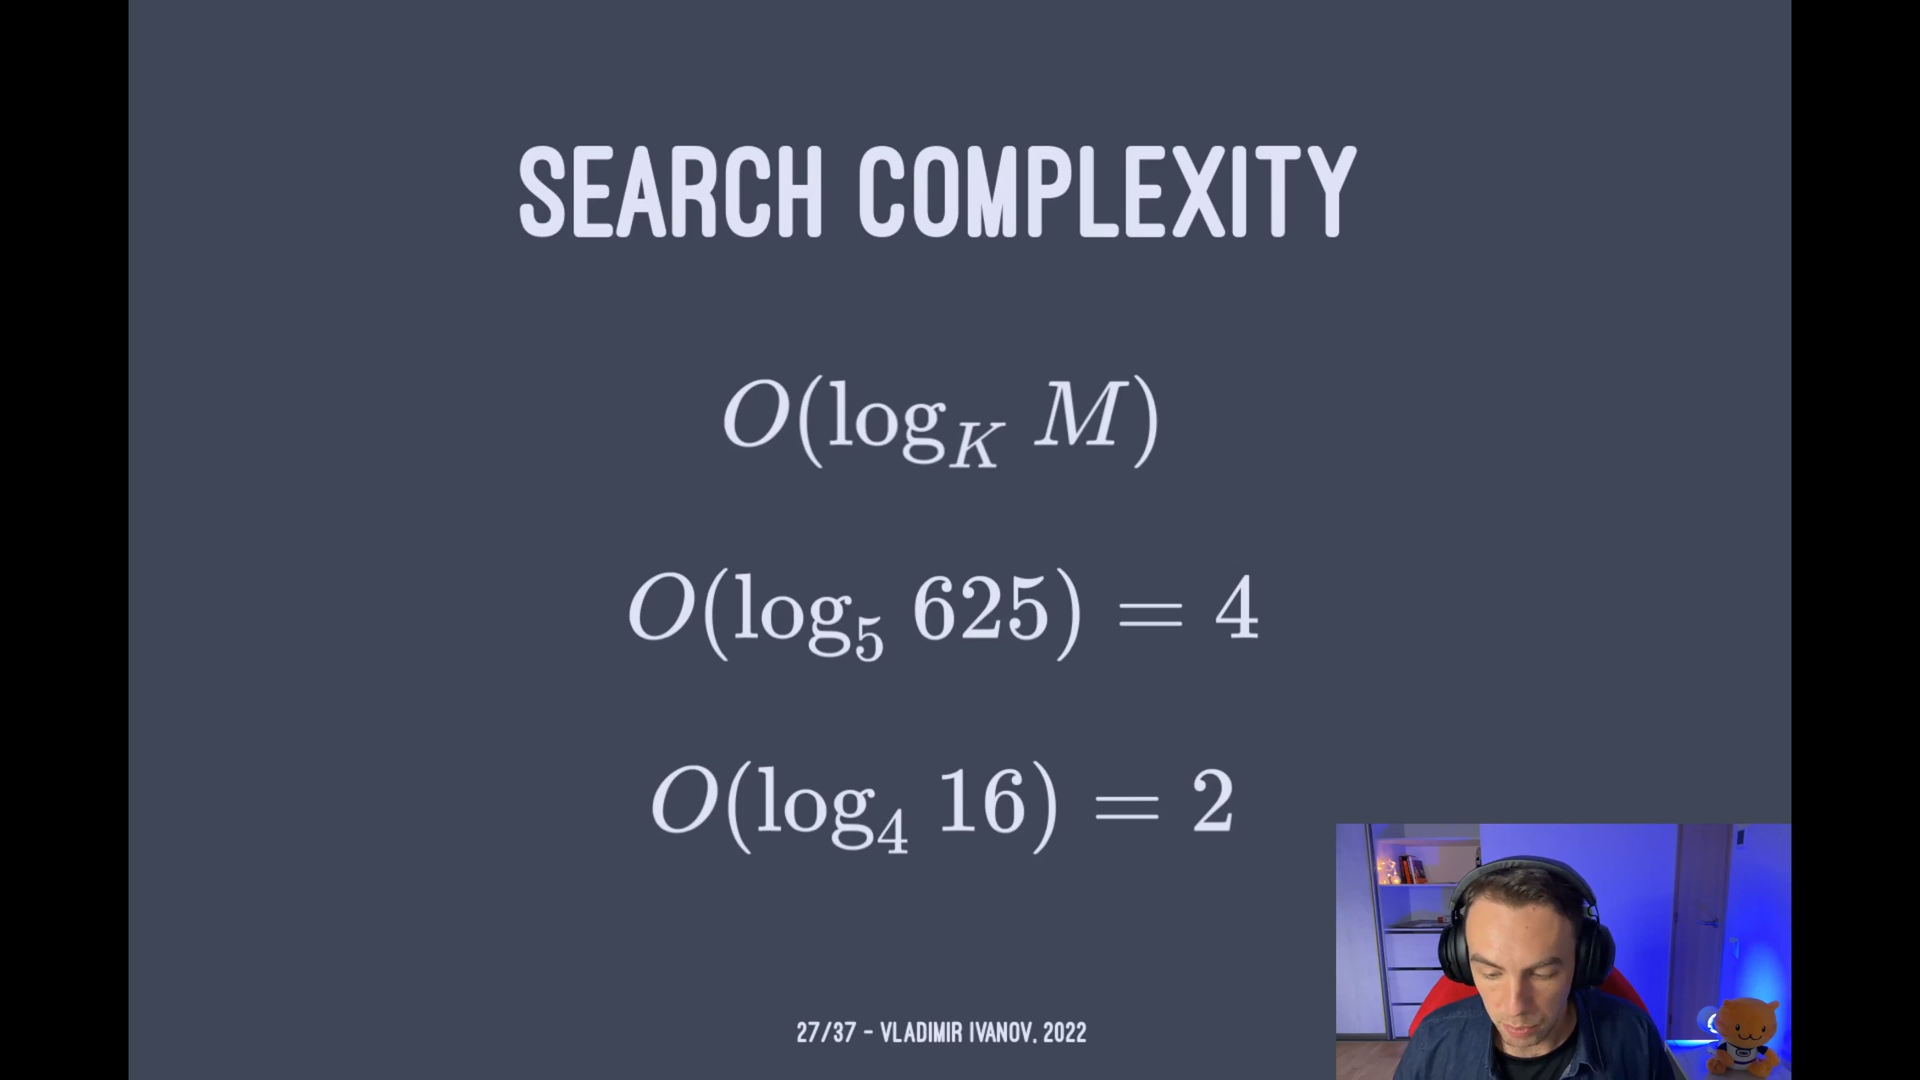 SEARCH COMPLEXITY
O(log_K M)
O(log_5 625) = 4
O(log_4 16) = 2
27/37 - VLADIMIR IVANOV, 2022